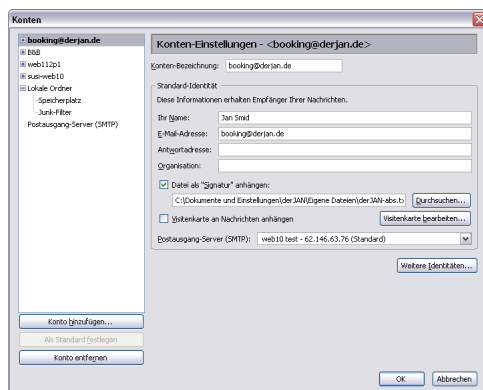 Konten
booking@derjan.de
B&B
web112p1
susi-web10
Lokale Ordner
Speicherplatz
Junk-Filter
Postausgang-Server (SMTP)
Konto hinzufügen...
Als Standard festlegen
Konto entfernen
Konten-Einstellungen - <booking@derjan.de>
Konten-Bezeichnung: booking@derjan.de
Standard-Identität
Diese Informationen erhalten Empfänger Ihrer Nachrichten.
Ihr Name: Jan Smid
E-Mail-Adresse: booking@derjan.de
Antwortadresse:
Organisation:
Datei als "Signatur" anhängen:
C:\Dokumente und Einstellungen\derJAN\Eigene Dateien\derJAN-abs.tx Durchsuchen...
Visitenkarte an Nachrichten anhängen Visitenkarte bearbeiten...
Postausgang-Server (SMTP): web10 test - 62.146.63.76 (Standard)
Weitere Identitäten...
OK Abbrechen